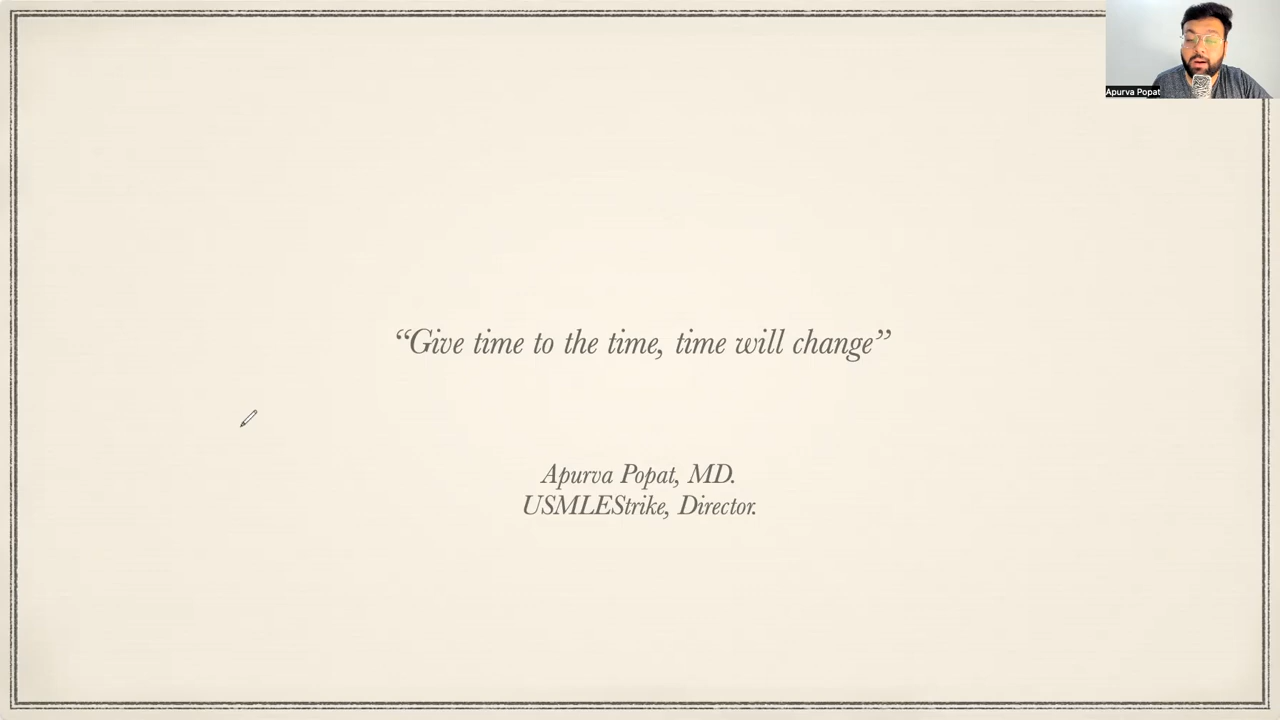 Apurva Popat
“Give time to the time, time will change”
Apurva Popat, MD.
USMLEStrike, Director.